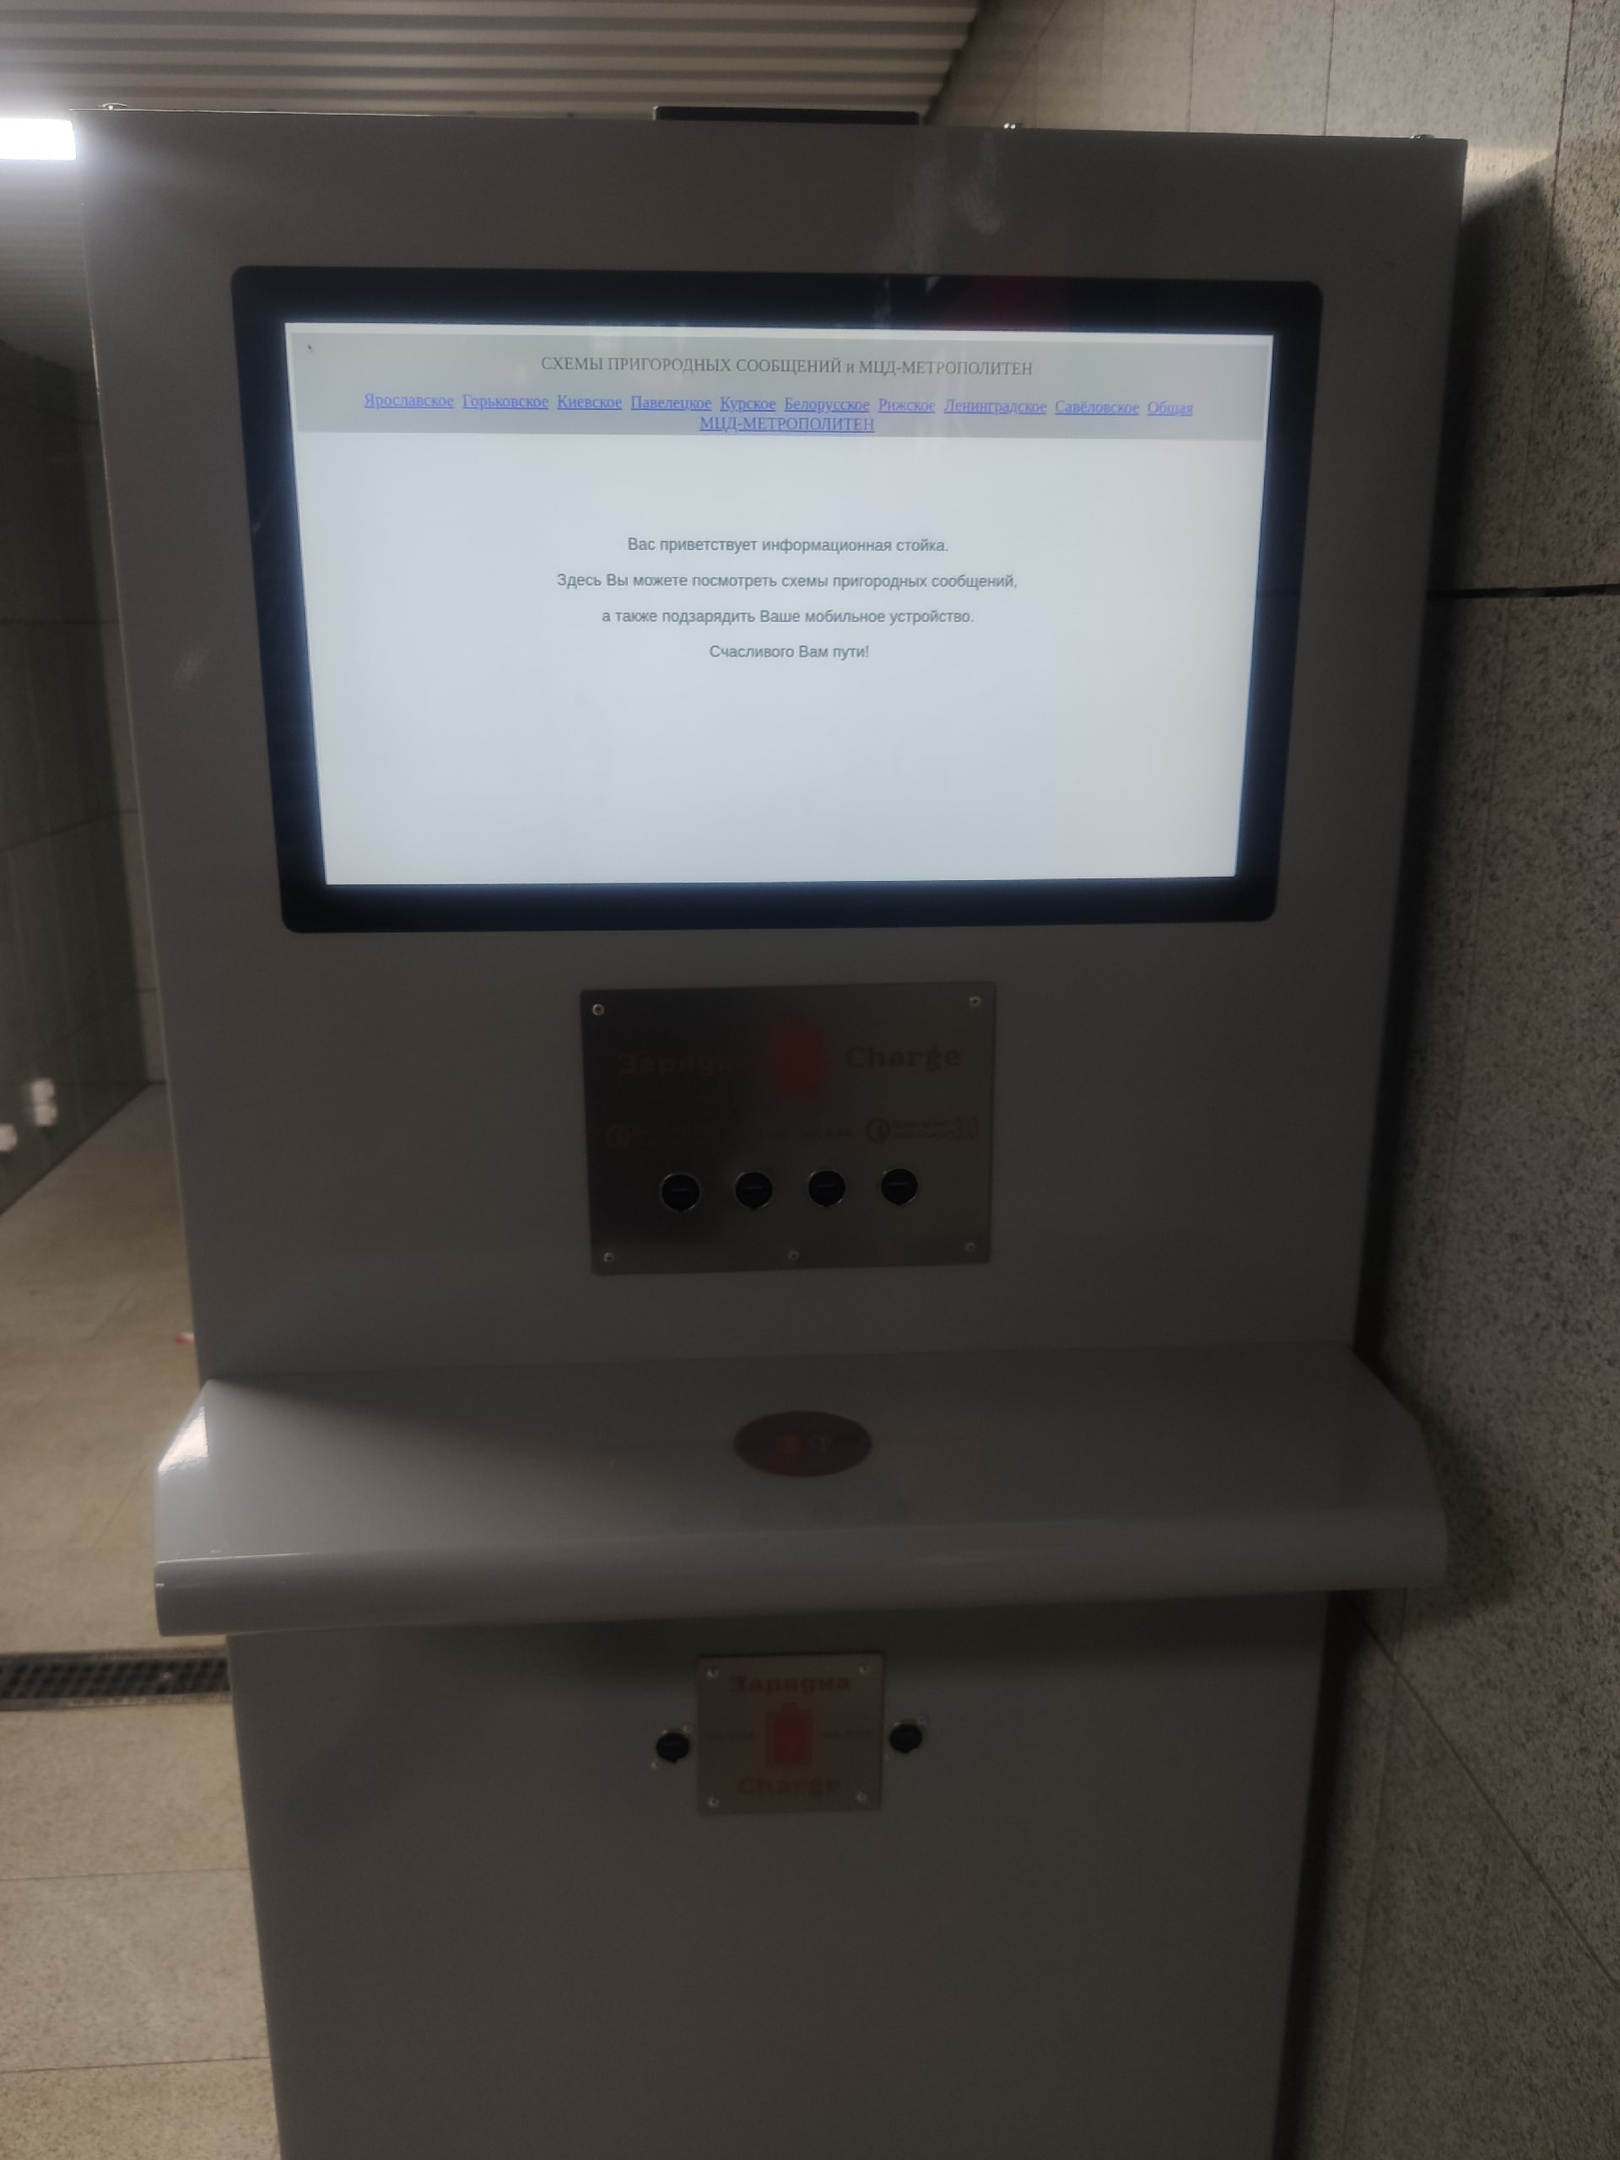 СХЕМЫ ПРИГОРОДНЫХ СООБЩЕНИЙ и МЦД-МЕТРОПОЛИТЕН
Ярославское Горьковское Киевское Павелецкое Курское Белорусское Рижское Ленинградское Савёловское Общая
МЦД-МЕТРОПОЛИТЕН
Вас приветствует информационная стойка.
Здесь Вы можете посмотреть схемы пригородных сообщений,
а также подзарядить Ваше мобильное устройство.
Счасливого Вам пути!
Зарядка Charge
3.0
Зарядка
Charge